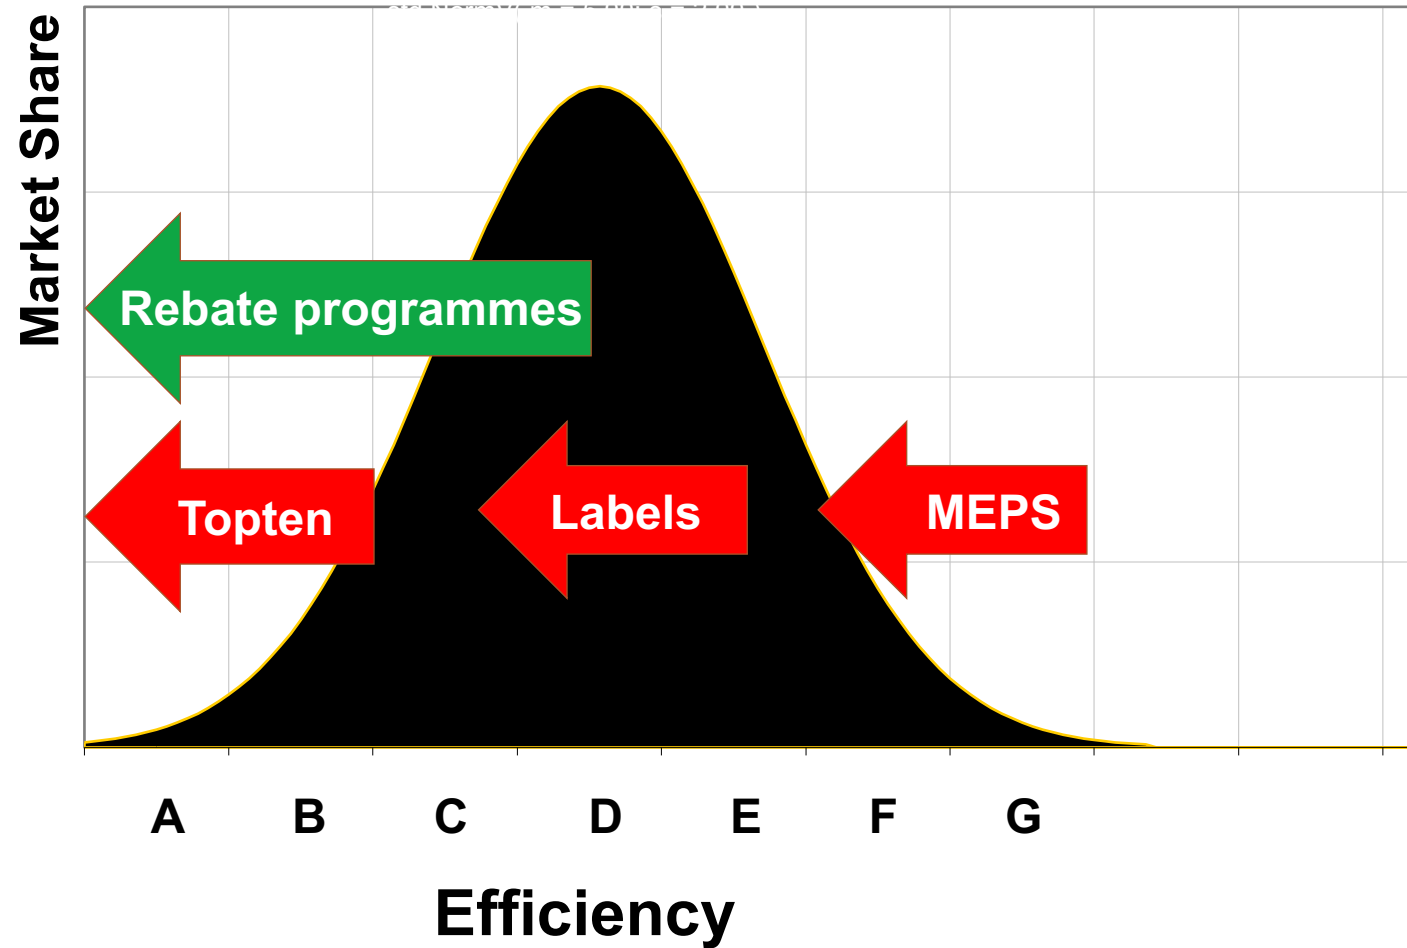 Market Share
Rebate programmes
Topten
Labels
MEPS
A B C D E F G
Efficiency